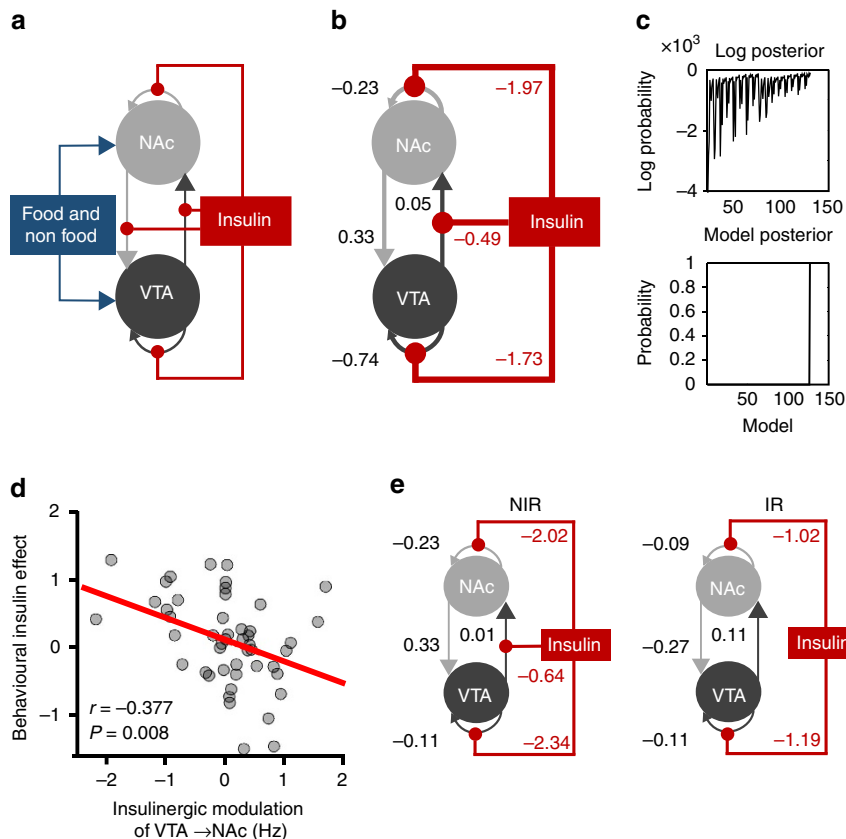 a
NAc
Food and
non food
Insulin
VTA
b
−0.23
−1.97
NAc
0.05
Insulin
0.33
−0.49
VTA
−0.74
−1.73
c
×10³
Log posterior
0
−2
−4
Log probability
50 100 150
Model posterior
1
0.8
0.6
0.4
0.2
0
Probability
50 100 150
Model
d
2
1
0
−1
Behavioural insulin effect
r = −0.377
P = 0.008
−2 −1 0 1 2
Insulinergic modulation
of VTA →NAc (Hz)
e
NIR
−0.23
−2.02
NAc
0.01
Insulin
0.33
−0.64
VTA
−0.11
−2.34
IR
−0.09
−1.02
NAc
0.11
Insulin
−0.27
VTA
−0.11
−1.19